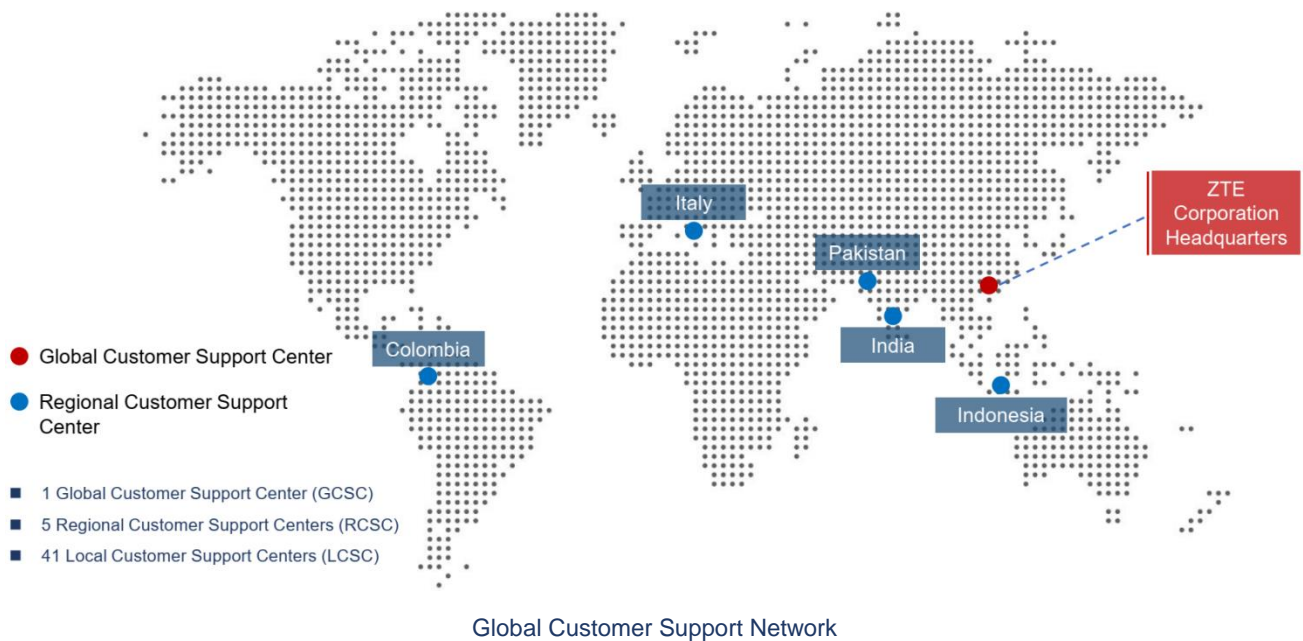 ZTE
Corporation
Headquarters
Italy
Pakistan
India
Colombia
Indonesia
Global Customer Support Center
Regional Customer Support
Center
1 Global Customer Support Center (GCSC)
5 Regional Customer Support Centers (RCSC)
41 Local Customer Support Centers (LCSC)
Global Customer Support Network